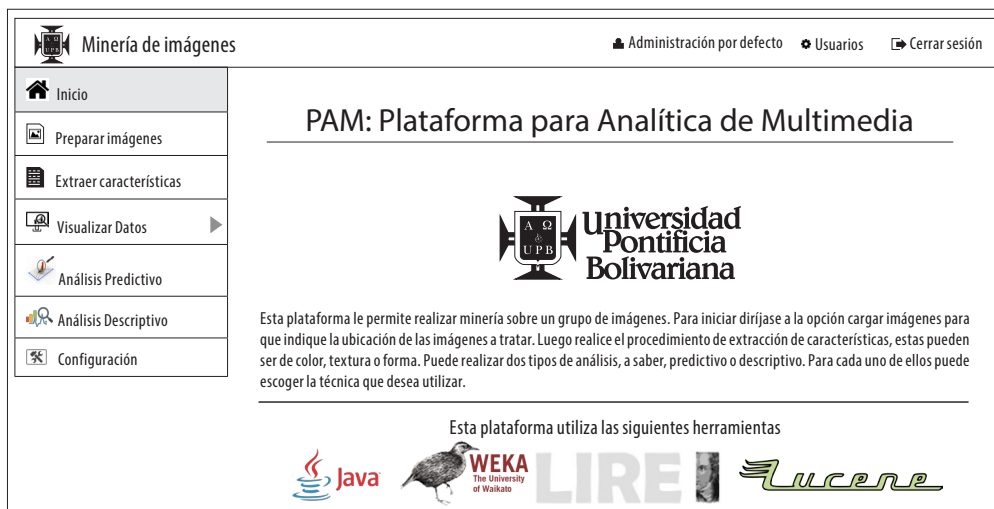 Minería de imágenes
Administración por defecto
Usuarios
Cerrar sesión
Inicio
Preparar imágenes
Extraer características
Visualizar Datos
Análisis Predictivo
Análisis Descriptivo
Configuración
PAM: Plataforma para Analítica de Multimedia
Α Ω
&
UPB
Universidad
Pontificia
Bolivariana
Esta plataforma le permite realizar minería sobre un grupo de imágenes. Para iniciar diríjase a la opción cargar imágenes para
que indique la ubicación de las imágenes a tratar. Luego realice el procedimiento de extracción de características, estas pueden
ser de color, textura o forma. Puede realizar dos tipos de análisis, a saber, predictivo o descriptivo. Para cada uno de ellos puede
escoger la técnica que desea utilizar.
Esta plataforma utiliza las siguientes herramientas
Java
WEKA
The University
of Waikato
LIRE
Lucene